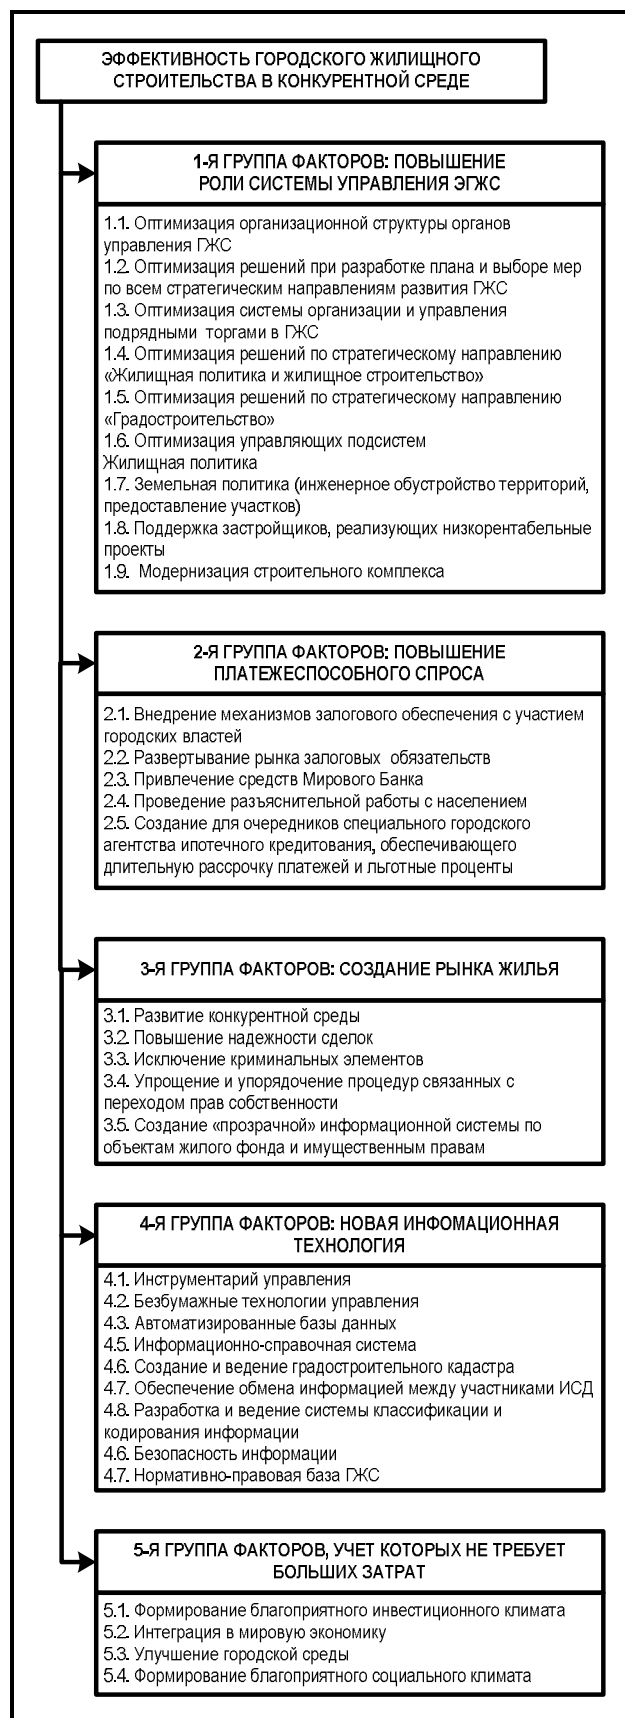 ЭФФЕКТИВНОСТЬ ГОРОДСКОГО ЖИЛИЩНОГО
СТРОИТЕЛЬСТВА В КОНКУРЕНТНОЙ СРЕДЕ
1-Я ГРУППА ФАКТОРОВ: ПОВЫШЕНИЕ
РОЛИ СИСТЕМЫ УПРАВЛЕНИЯ ЭГЖС
1.1. Оптимизация организационной структуры органов
управления ГЖС
1.2. Оптимизация решений при разработке плана и выборе мер
по всем стратегическим направлениям развития ГЖС
1.3. Оптимизация системы организации и управления
подрядными торгами в ГЖС
1.4. Оптимизация решений по стратегическому направлению
«Жилищная политика и жилищное строительство»
1.5. Оптимизация решений по стратегическому направлению
«Градостроительство»
1.6. Оптимизация управляющих подсистем
Жилищная политика
1.7. Земельная политика (инженерное обустройство территорий,
предоставление участков)
1.8. Поддержка застройщиков, реализующих низкорентабельные
проекты
1.9. Модернизация строительного комплекса
2-Я ГРУППА ФАКТОРОВ: ПОВЫШЕНИЕ
ПЛАТЕЖЕСПОСОБНОГО СПРОСА
2.1. Внедрение механизмов залогового обеспечения с участием
городских властей
2.2. Развертывание рынка залоговых обязательств
2.3. Привлечение средств Мирового Банка
2.4. Проведение разъяснительной работы с населением
2.5. Создание для очередников специального городского
агентства ипотечного кредитования, обеспечивающего
длительную рассрочку платежей и льготные проценты
3-Я ГРУППА ФАКТОРОВ: СОЗДАНИЕ РЫНКА ЖИЛЬЯ
3.1. Развитие конкурентной среды
3.2. Повышение надежности сделок
3.3. Исключение криминальных элементов
3.4. Упрощение и упорядочение процедур связанных с
переходом прав собственности
3.5. Создание «прозрачной» информационной системы по
объектам жилого фонда и имущественным правам
4-Я ГРУППА ФАКТОРОВ: НОВАЯ ИНФОМАЦИОННАЯ
ТЕХНОЛОГИЯ
4.1. Инструментарий управления
4.2. Безбумажные технологии управления
4.3. Автоматизированные базы данных
4.5. Информационно-справочная система
4.6. Создание и ведение градостроительного кадастра
4.7. Обеспечение обмена информацией между участниками ИСД
4.8. Разработка и ведение системы классификации и
кодирования информации
4.6. Безопасность информации
4.7. Нормативно-правовая база ГЖС
5-Я ГРУППА ФАКТОРОВ, УЧЕТ КОТОРЫХ НЕ ТРЕБУЕТ
БОЛЬШИХ ЗАТРАТ
5.1. Формирование благоприятного инвестиционного климата
5.2. Интеграция в мировую экономику
5.3. Улучшение городской среды
5.4. Формирование благоприятного социального климата